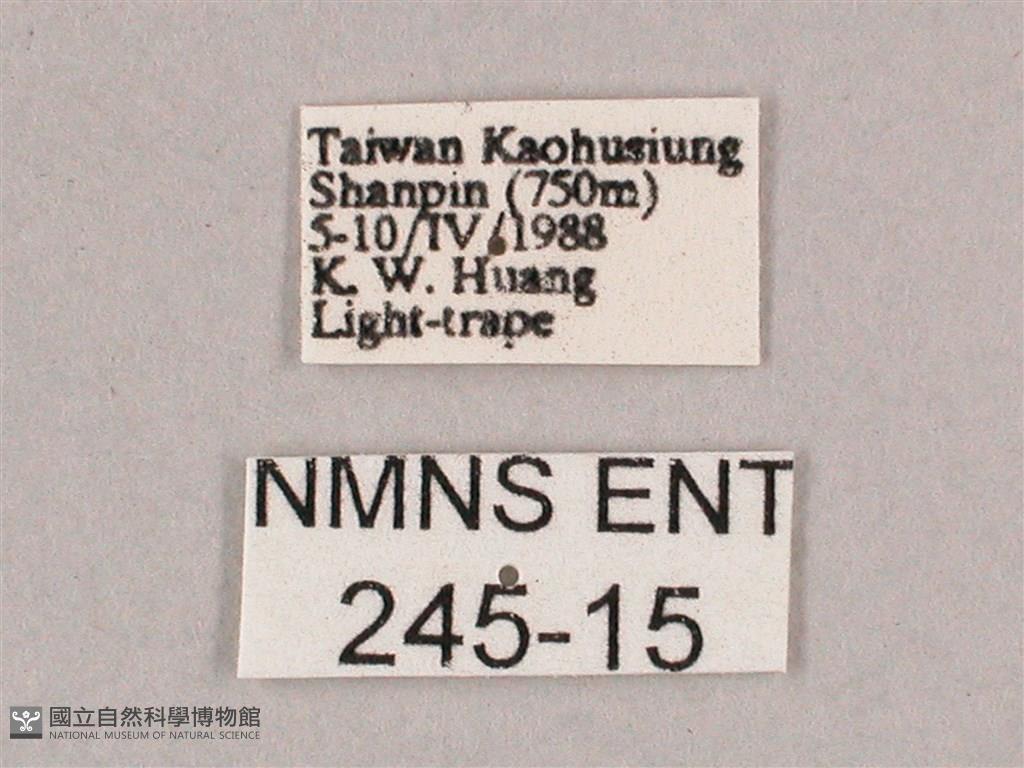 Taiwan Kaohusiung
Shanpin (750m)
5-10/IV/1988
K. W. Huang
Light-trape
NMNS ENT
245-15
國立自然科學博物館
NATIONAL MUSEUM OF NATURAL SCIENCE